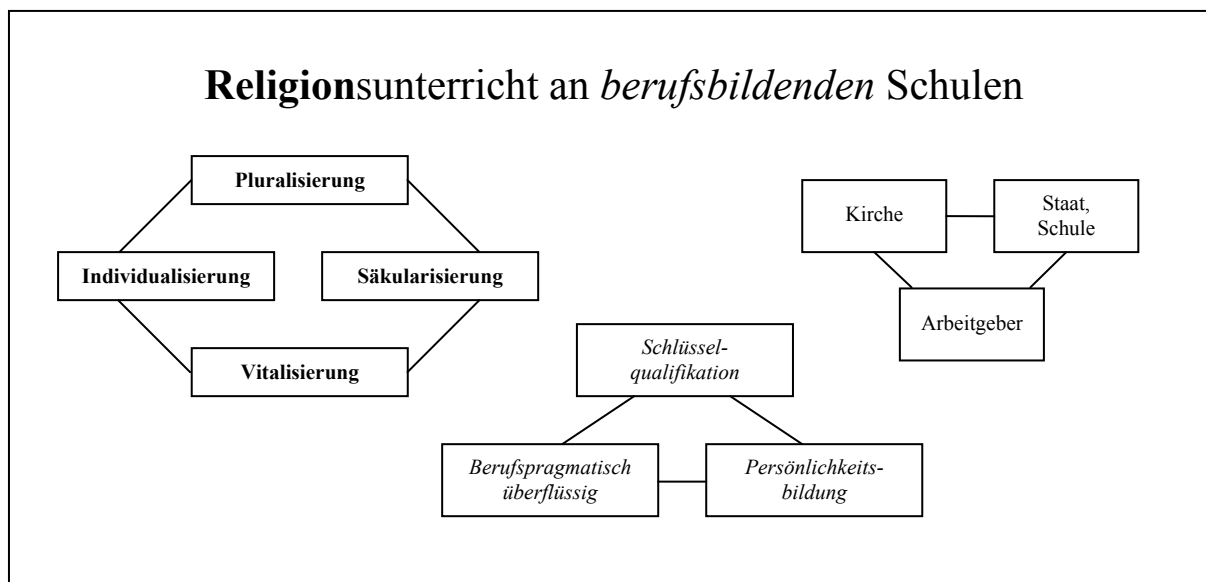 Religionsunterricht an berufsbildenden Schulen
Pluralisierung
Individualisierung
Säkularisierung
Vitalisierung
Kirche
Staat,
Schule
Arbeitgeber
Schlüssel-
qualifikation
Berufspragmatisch
überflüssig
Persönlichkeits-
bildung